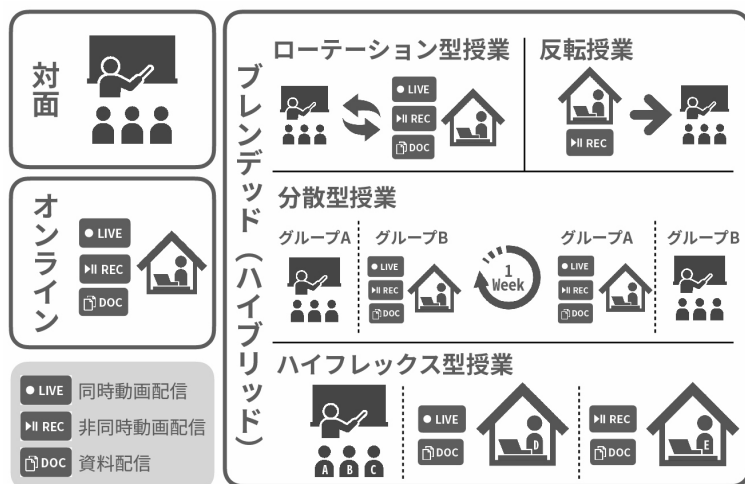 対面
オンライン
LIVE
REC
DOC
LIVE 同時動画配信
REC 非同時動画配信
DOC 資料配信
ブレンデッド（ハイブリッド）
ローテーション型授業
LIVE
REC
DOC
反転授業
REC
分散型授業
グループA
グループB
LIVE
REC
DOC
1
Week
グループA
LIVE
REC
DOC
グループB
ハイフレックス型授業
A B C
LIVE
DOC
D
REC
DOC
E